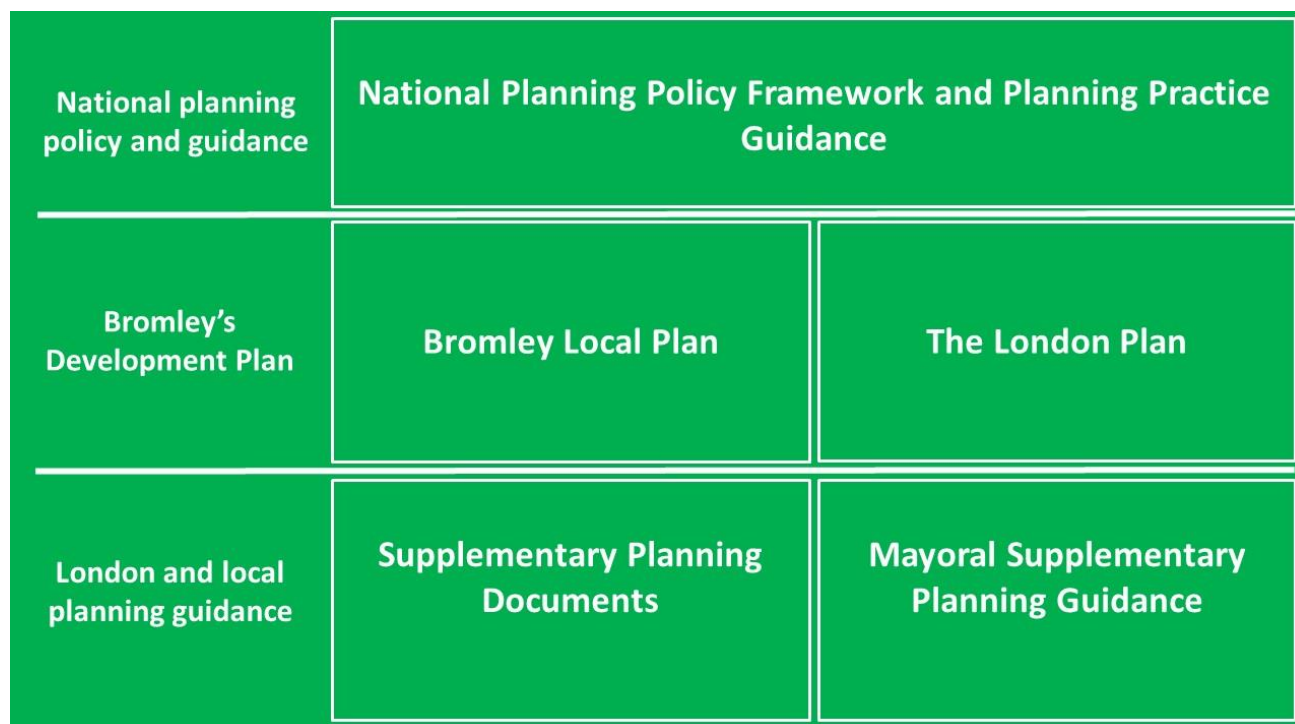 National planning
policy and guidance
National Planning Policy Framework and Planning Practice
Guidance
Bromley’s
Development Plan
Bromley Local Plan
The London Plan
London and local
planning guidance
Supplementary Planning
Documents
Mayoral Supplementary
Planning Guidance